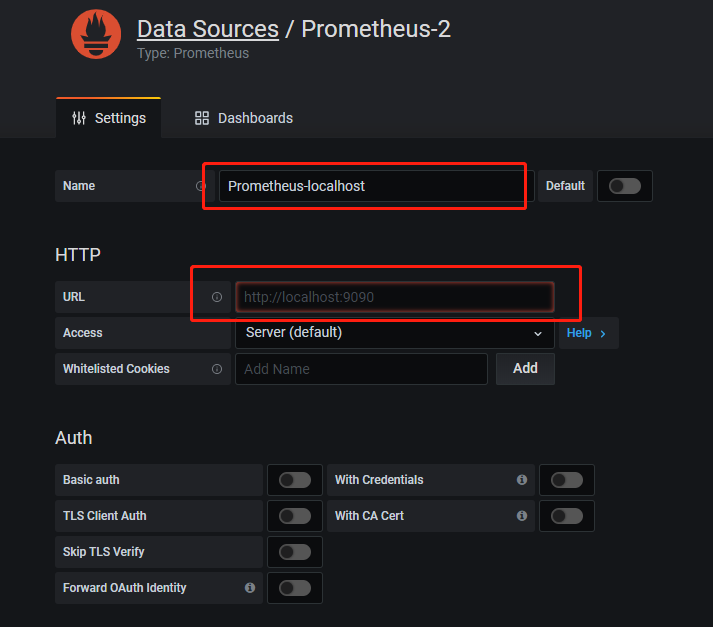 Data Sources / Prometheus-2
Type: Prometheus
Settings
Dashboards
Name
Prometheus-localhost
Default
HTTP
URL
http://localhost:9090
Access
Server (default)
Help
Whitelisted Cookies
Add Name
Add
Auth
Basic auth
With Credentials
TLS Client Auth
With CA Cert
Skip TLS Verify
Forward OAuth Identity